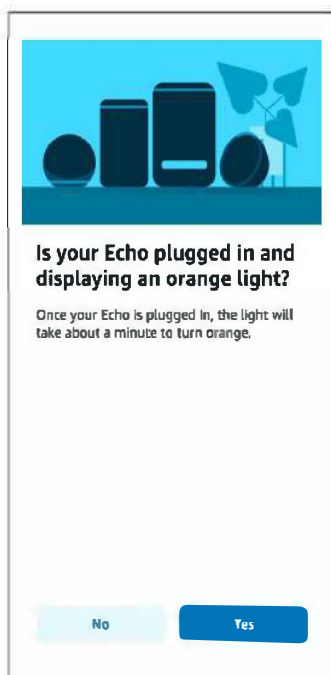 Is your Echo plugged in and
displaying an orange light?
Once your Echo is plugged in, the light will
take about a minute to turn orange.
No
Yes